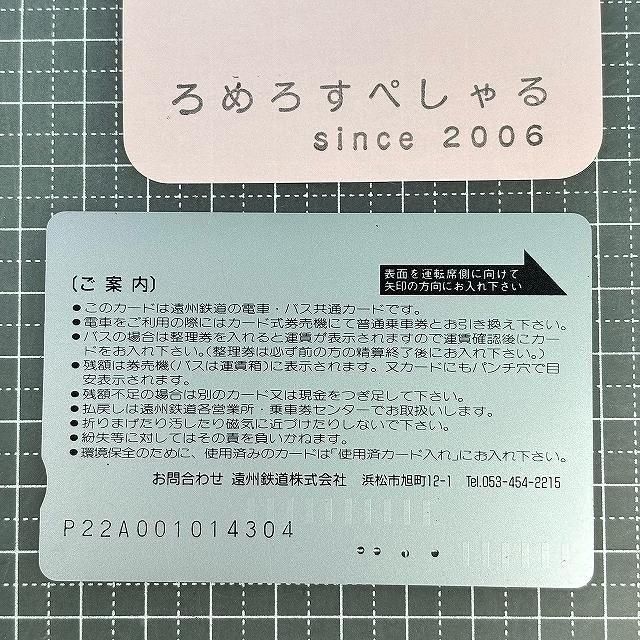 ろめろすぺしゃる
since 2006
表面を運転席側に向けて
矢印の方向にお入れ下さい
〔ご案内〕
●このカードは遠州鉄道の電車・バス共通カードです。
●電車をご利用の際にはカード式券売機にて普通乗車券とお引き換え下さい。
●バスの場合は整理券を入れると運賃が表示されますので運賃確認後にカー
ドをお入れ下さい。(整理券は必ず前の方の精算終了後にお入れ下さい。)
●残額は券売機(バスは運賃箱)に表示されます。又カードにもパンチ穴で目
安表示されます。
●残額不足の場合は別のカード又は現金をつぎ足して下さい。
●払戻しは遠州鉄道各営業所・乗車券センターでお取扱いします。
●折りまげたり汚したり磁気に近づけたりしないで下さい。
●紛失等に対してはその責を負いかねます。
●環境保全のために、使用済みのカードは「使用済カード入れ」にお入れ下さい。
お問合わせ 遠州鉄道株式会社 浜松市旭町12-1 Tel.053-454-2215
P22A001014304